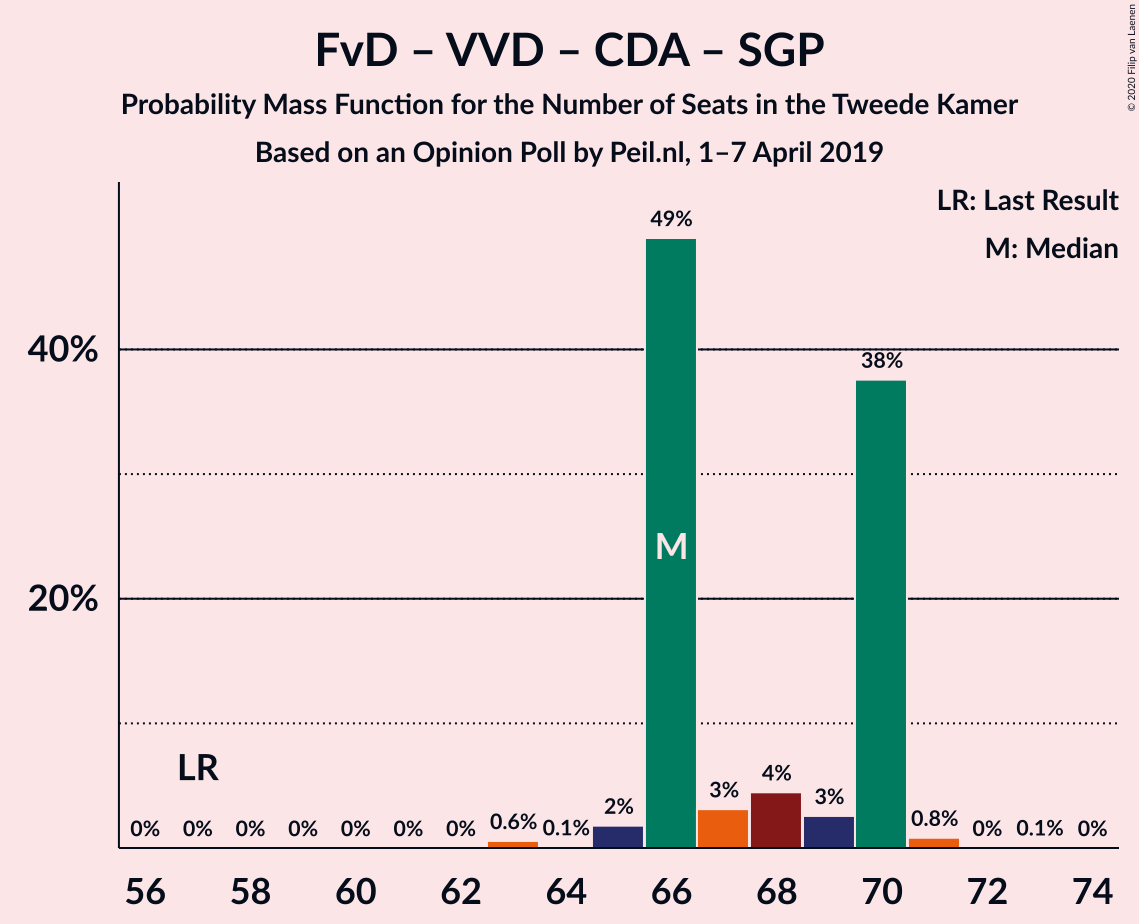 FvD – VVD – CDA – SGP
Probability Mass Function for the Number of Seats in the Tweede Kamer
Based on an Opinion Poll by Peil.nl, 1–7 April 2019
© 2020 Filip van Laenen
LR: Last Result
M: Median
49%
40%
38%
M
20%
LR
0% 0% 0% 0% 0% 0% 0% 0.6% 0.1% 2% 3% 4% 3% 0.8% 0% 0.1% 0%
56 58 60 62 64 66 68 70 72 74